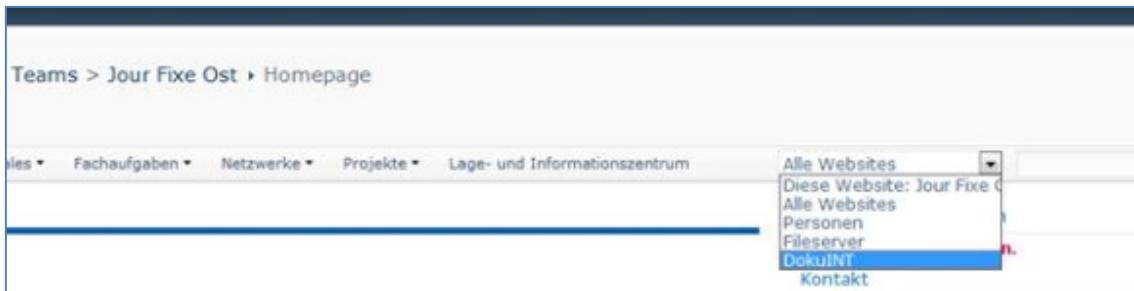 Teams > Jour Fixe Ost ▸ Homepage
ales ▾ Fachaufgaben ▾ Netzwerke ▾ Projekte ▾ Lage- und Informationszentrum Alle Websites
Diese Website: Jour Fixe O
Alle Websites
Personen
Fileserver
DokuINT
n.
Kontakt